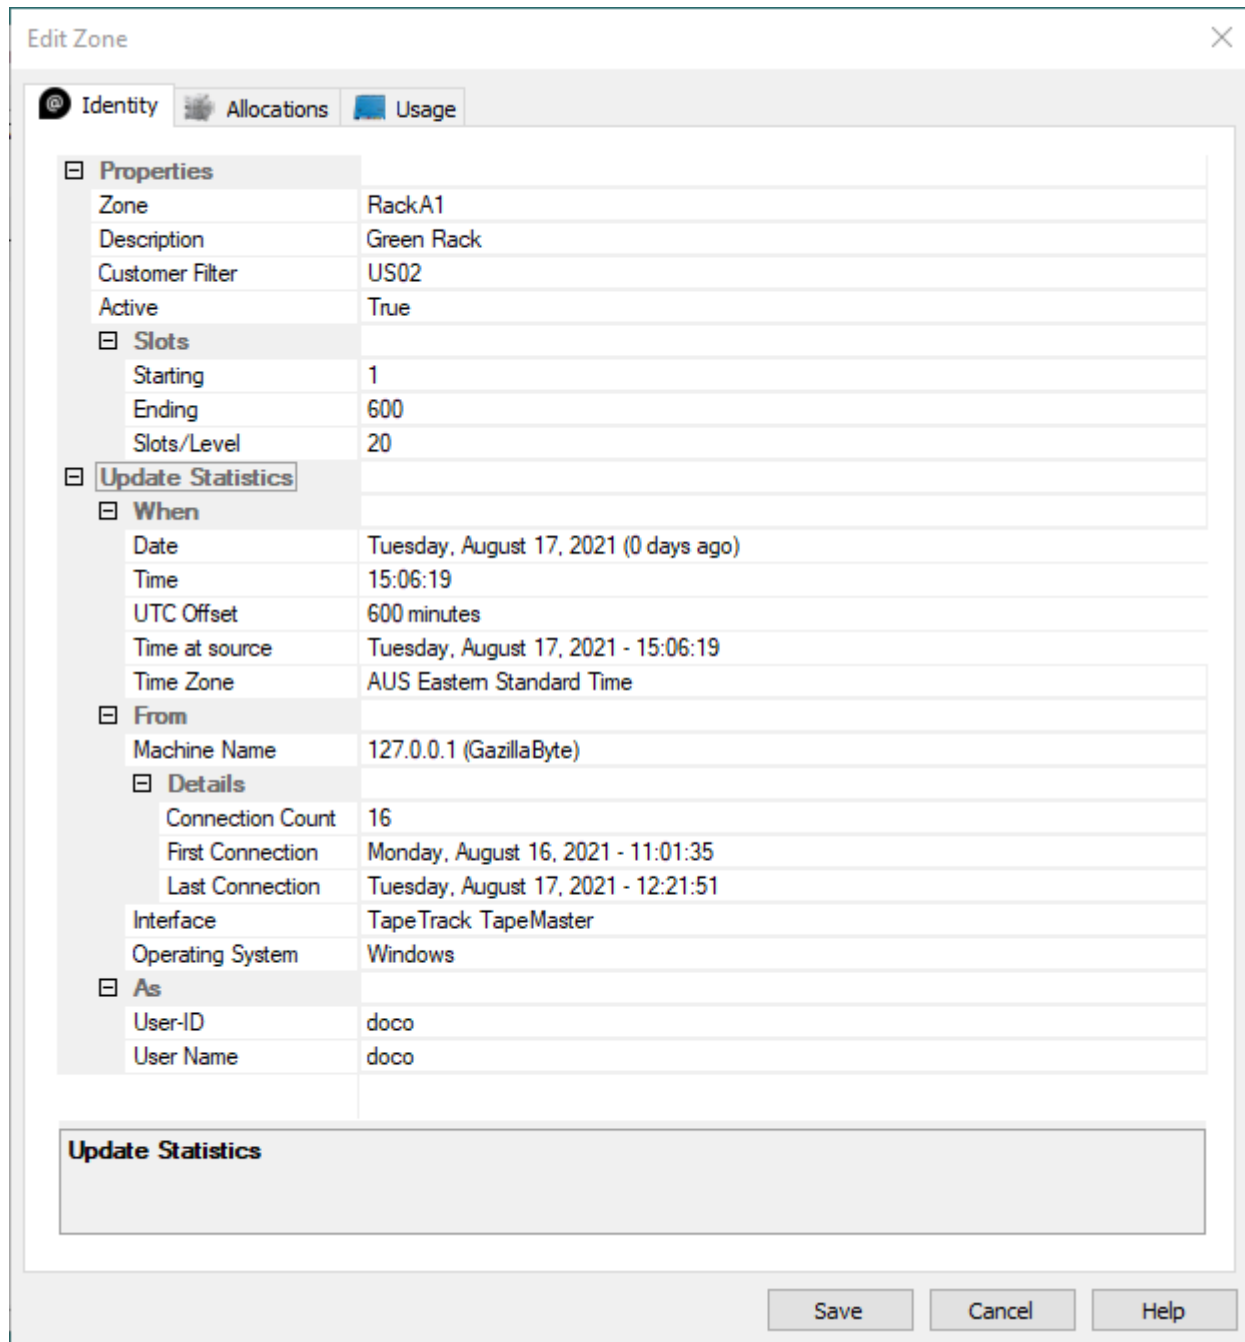 Edit Zone
Identity Allocations Usage
Properties
Zone RackA1
Description Green Rack
Customer Filter US02
Active True
Slots
Starting 1
Ending 600
Slots/Level 20
Update Statistics
When
Date Tuesday, August 17, 2021 (0 days ago)
Time 15:06:19
UTC Offset 600 minutes
Time at source Tuesday, August 17, 2021 - 15:06:19
Time Zone AUS Eastern Standard Time
From
Machine Name 127.0.0.1 (GazillaByte)
Details
Connection Count 16
First Connection Monday, August 16, 2021 - 11:01:35
Last Connection Tuesday, August 17, 2021 - 12:21:51
Interface TapeTrack TapeMaster
Operating System Windows
As
User-ID doco
User Name doco
Update Statistics
Save Cancel Help